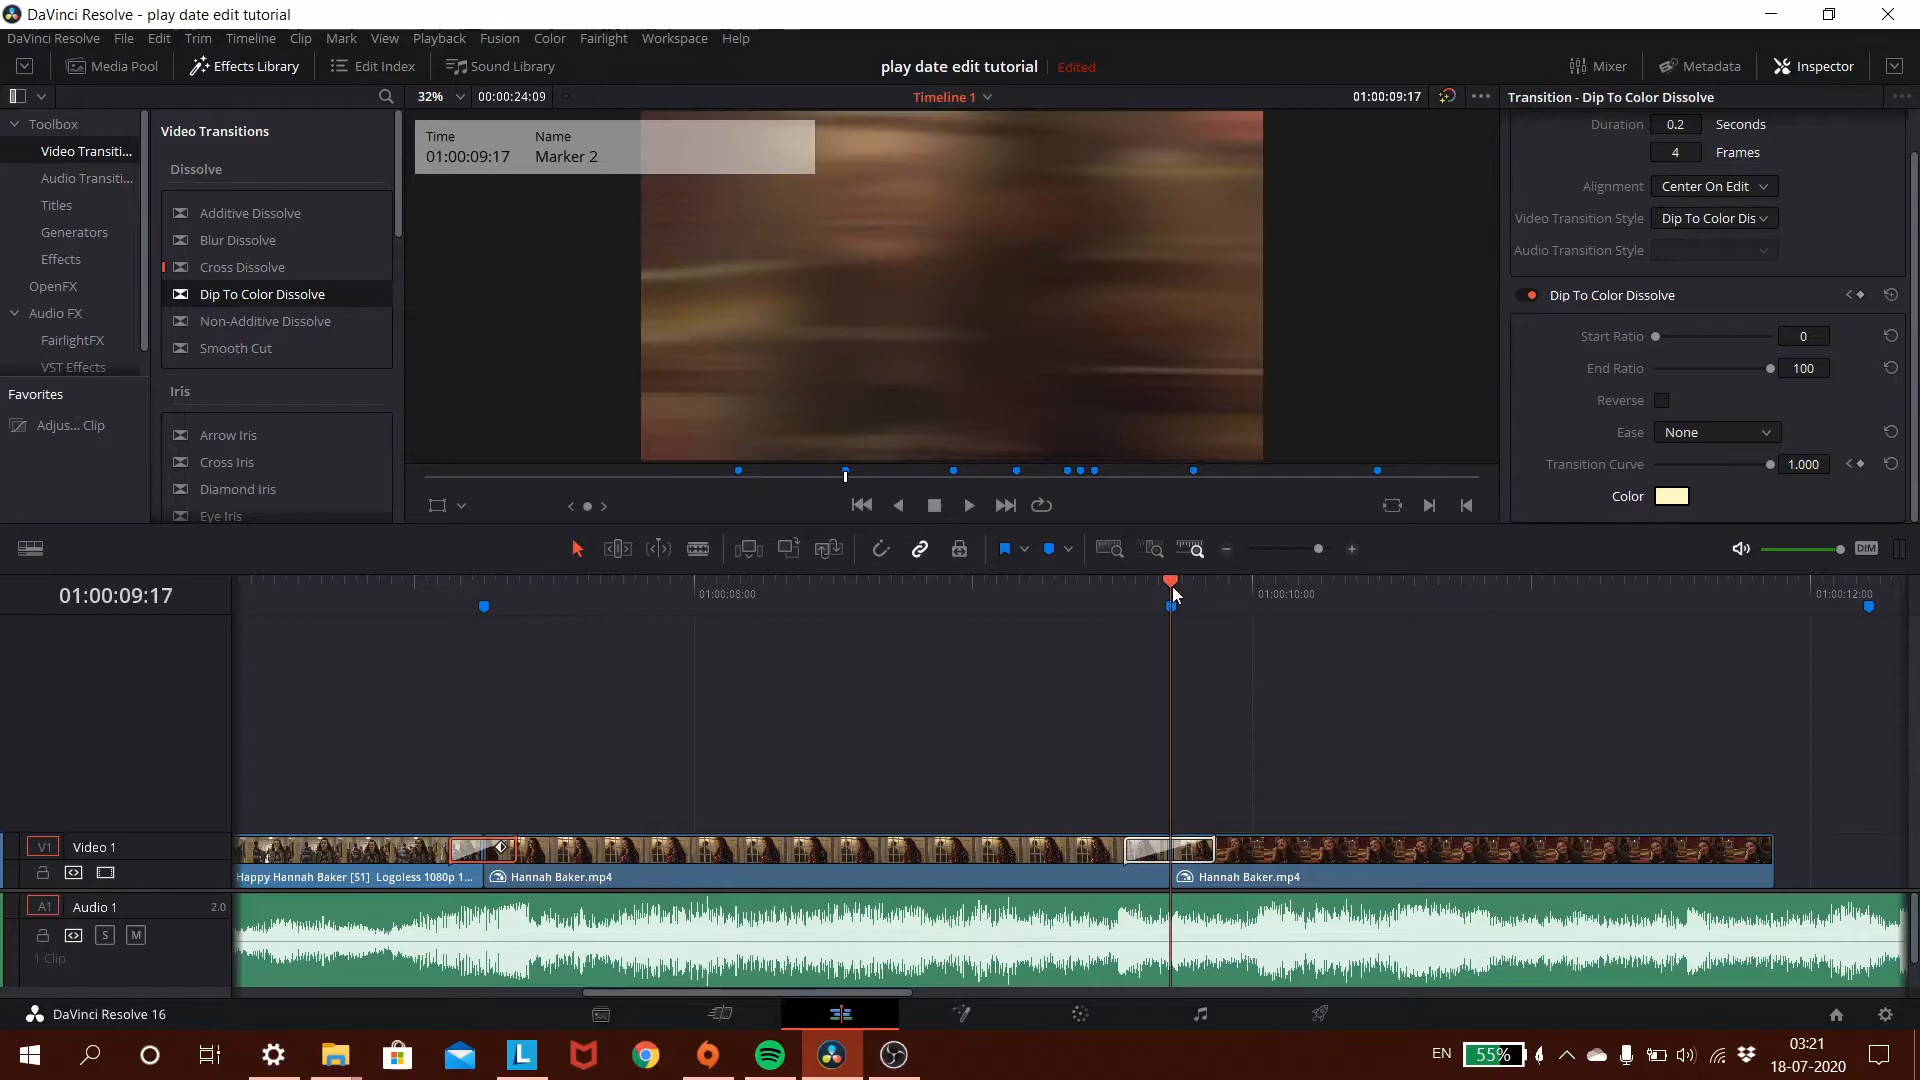 DaVinci Resolve - play date edit tutorial
DaVinci Resolve File Edit Trim Timeline Clip Mark View Playback Fusion Color Fairlight Workspace Help
Media Pool Effects Library Edit Index Sound Library play date edit tutorial Edited Mixer Metadata Inspector
32% 00:00:24:09 Timeline 1 01:00:09:17 Transition - Dip To Color Dissolve
Toolbox
Video Transiti...
Audio Transiti...
Titles
Generators
Effects
OpenFX
Audio FX
FairlightFX
VST Effects
Favorites
Adjus... Clip
Video Transitions
Dissolve
Additive Dissolve
Blur Dissolve
Cross Dissolve
Dip To Color Dissolve
Non-Additive Dissolve
Smooth Cut
Iris
Arrow Iris
Cross Iris
Diamond Iris
Eye Iris
Time Name
01:00:09:17 Marker 2
Duration 0.2 Seconds
4 Frames
Alignment Center On Edit
Video Transition Style Dip To Color Dis
Audio Transition Style
Dip To Color Dissolve
Start Ratio 0
End Ratio 100
Reverse
Ease None
Transition Curve 1.000
Color
DIM
01:00:09:17
01:00:08:00 01:00:10:00 01:00:12:00
V1 Video 1
Happy Hannah Baker [S1] Logoless 1080p 1... Hannah Baker.mp4 Hannah Baker.mp4
A1 Audio 1 2.0
S M
1 Clip
DaVinci Resolve 16
L
EN 55% 03:21
18-07-2020